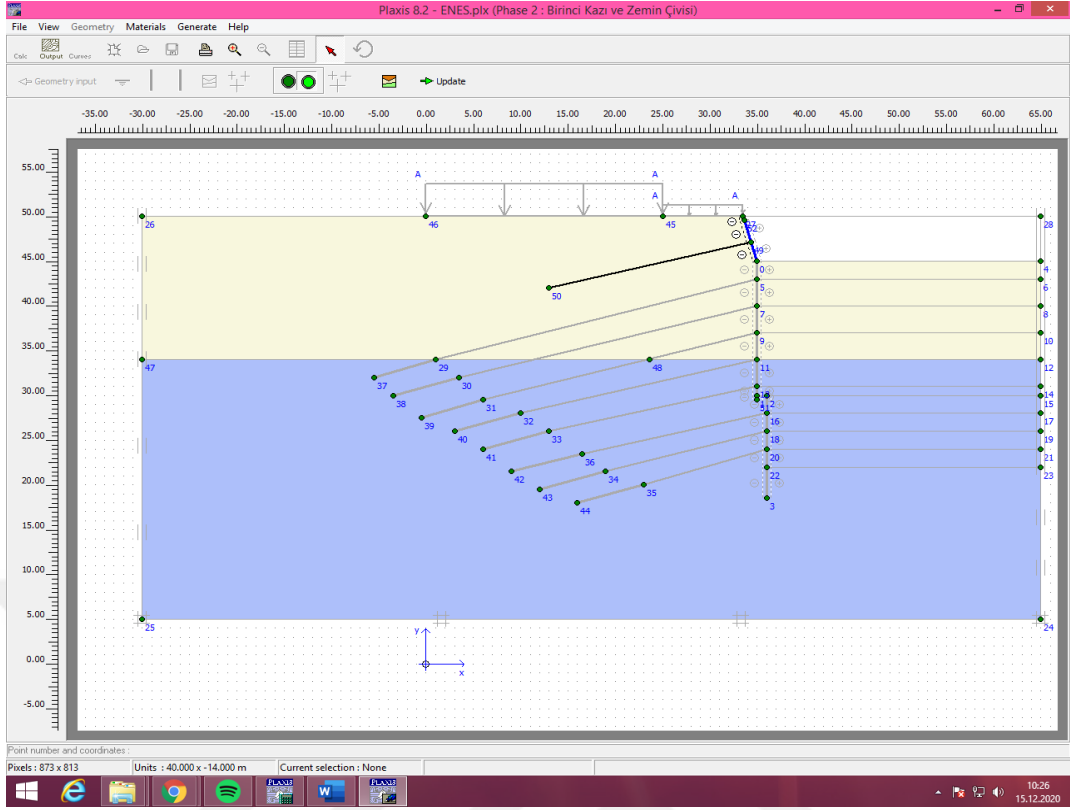 Plaxis 8.2 - ENES.plx (Phase 2 : Birinci Kazı ve Zemin Çivisi)
File View Geometry Materials Generate Help
Calc Output Curves
Geometry input Update
-35.00 -30.00 -25.00 -20.00 -15.00 -10.00 -5.00 0.00 5.00 10.00 15.00 20.00 25.00 30.00 35.00 40.00 45.00 50.00 55.00 60.00 65.00
55.00
A A
A A
50.00
26 46 45 28
52
49
45.00
0 4
50 5 6
40.00
7 8
35.00
9 10
47 29 48 11 12
30.00
37 30
38 31 14
15
39 32 16 17
25.00
40 33 18 19
41 36 20 21
20.00
42 34 22 23
43 35
44 3
15.00
10.00
5.00
25 24
y
0.00
x
-5.00
Point number and coordinates :
Pixels : 873 x 813 Units : 40.000 x -14.000 m Current selection : None
PLAXIS W PLAXIS
10:26
15.12.2020